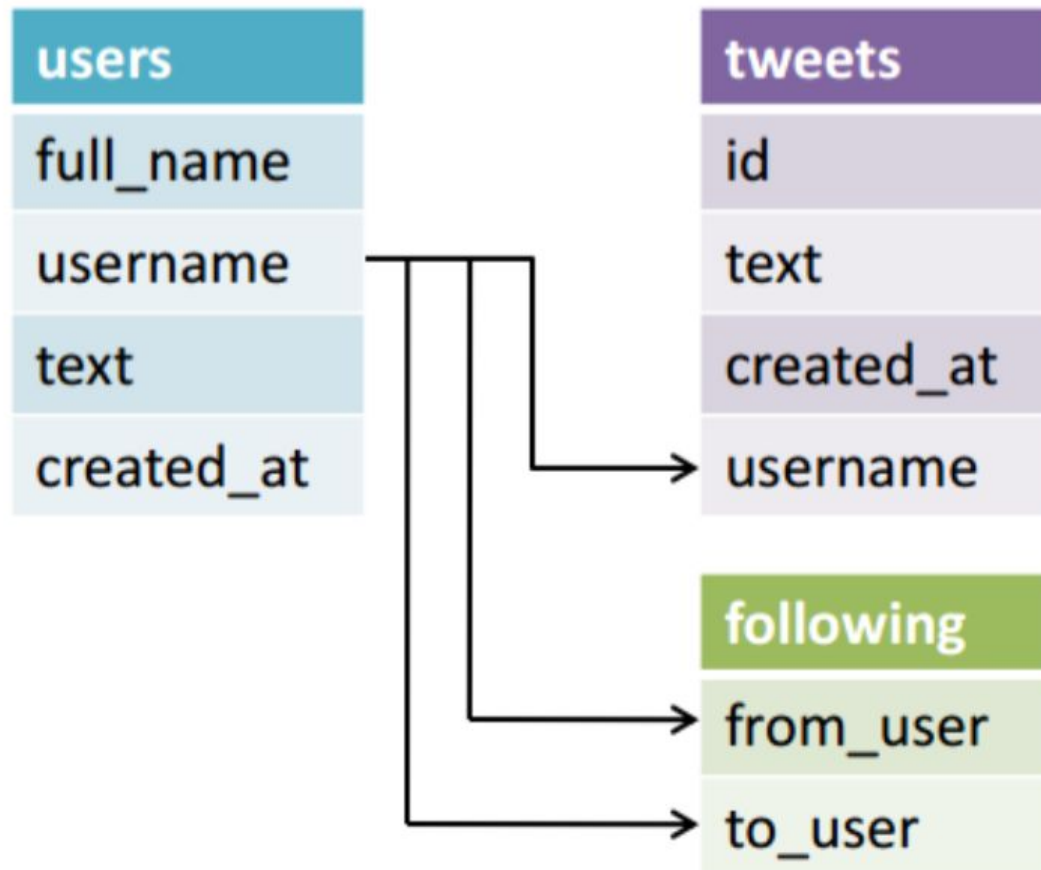 users
full_name
username
text
created_at
tweets
id
text
created_at
username
following
from_user
to_user